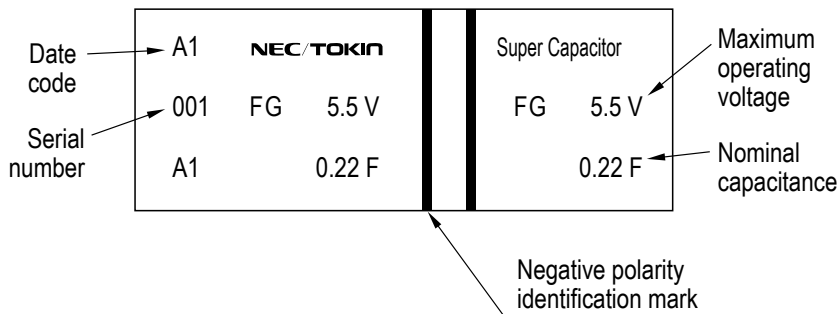 Date
code
Serial
number
A1 NEC/TOKIN
001 FG 5.5 V
A1 0.22 F
Super Capacitor
FG 5.5 V
0.22 F
Maximum
operating
voltage
Nominal
capacitance
Negative polarity
identification mark